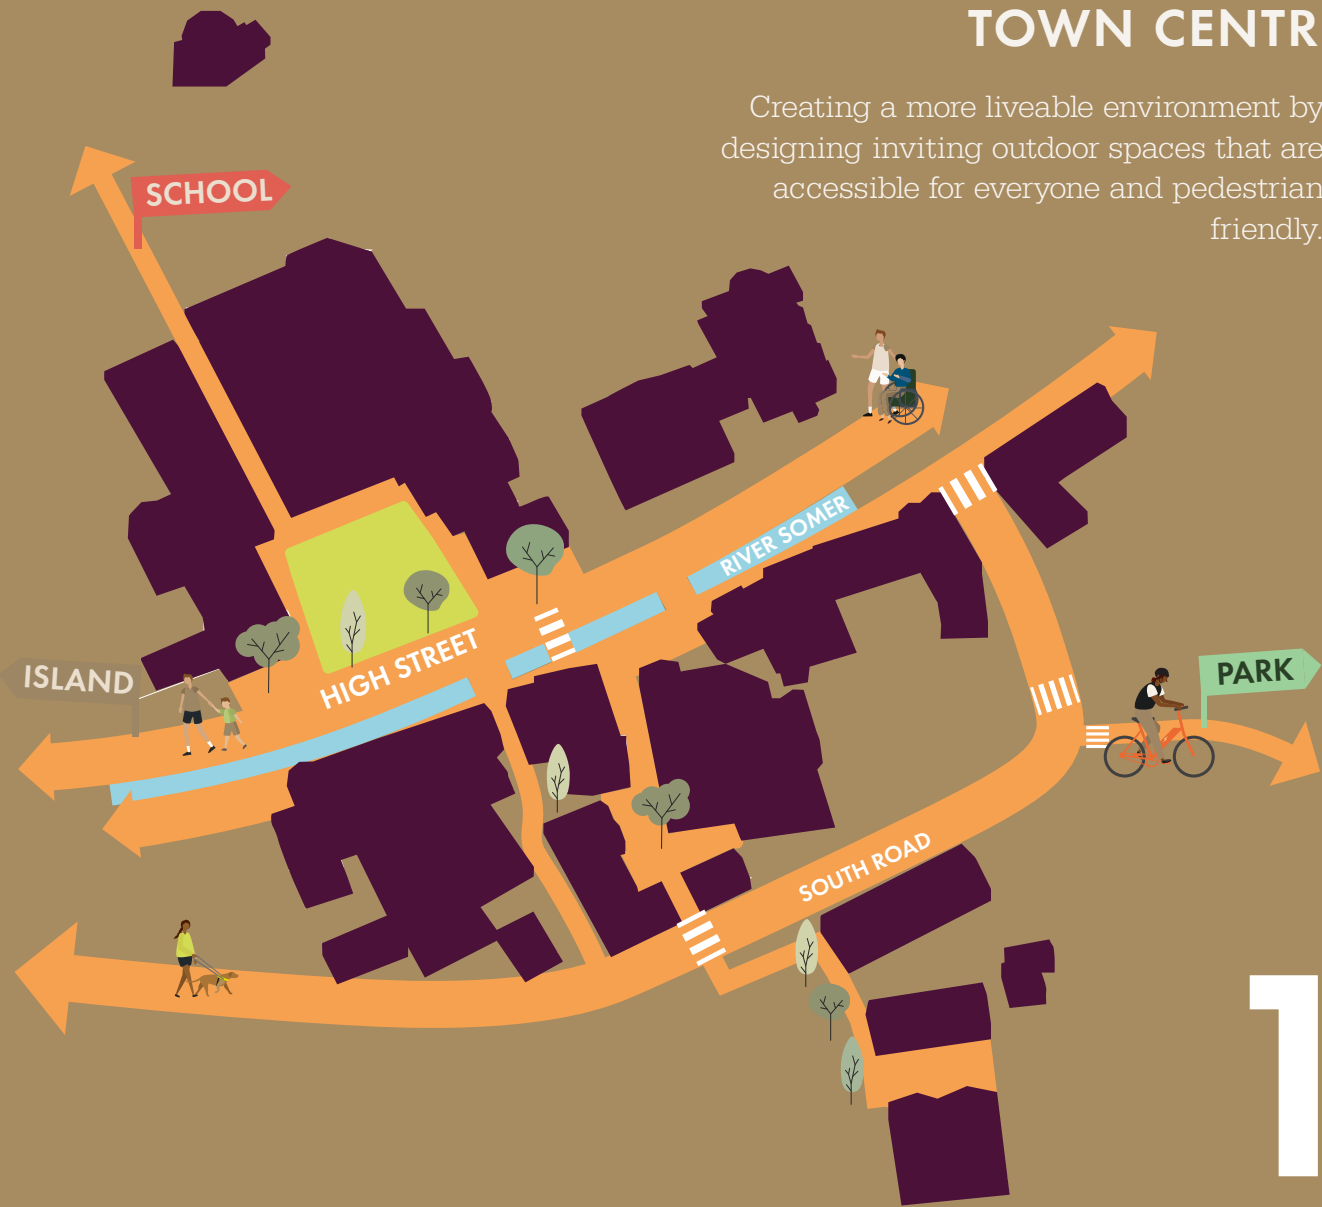 TOWN CENTR
Creating a more liveable environment by
designing inviting outdoor spaces that are
accessible for everyone and pedestrian
friendly.
SCHOOL
RIVER SOMER
HIGH STREET
ISLAND
PARK
SOUTH ROAD
1